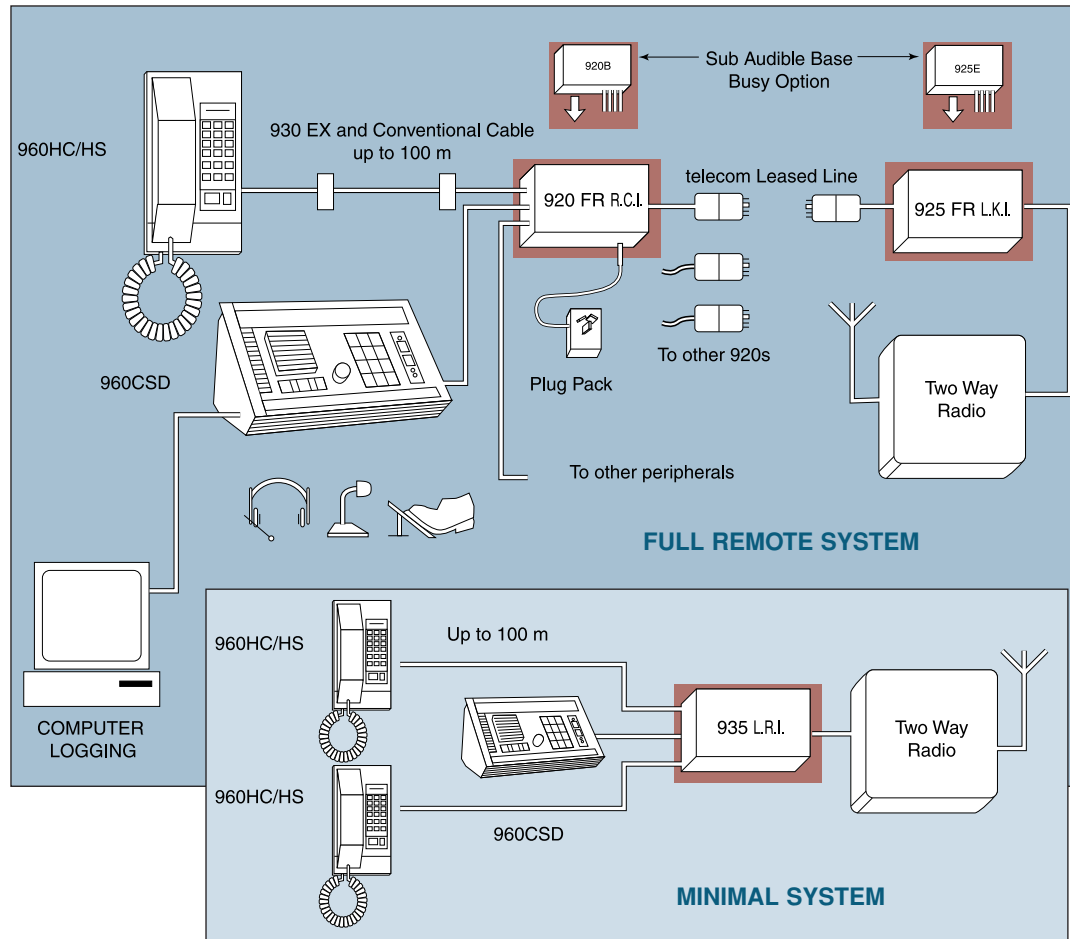 920B
Sub Audible Base
Busy Option
925E
960HC/HS
930 EX and Conventional Cable
up to 100 m
telecom Leased Line
920 FR R.C.I.
925 FR L.K.I.
960CSD
Plug Pack
To other 920s
Two Way
Radio
To other peripherals
FULL REMOTE SYSTEM
COMPUTER
LOGGING
960HC/HS
Up to 100 m
935 L.R.I.
Two Way
Radio
960HC/HS
960CSD
MINIMAL SYSTEM